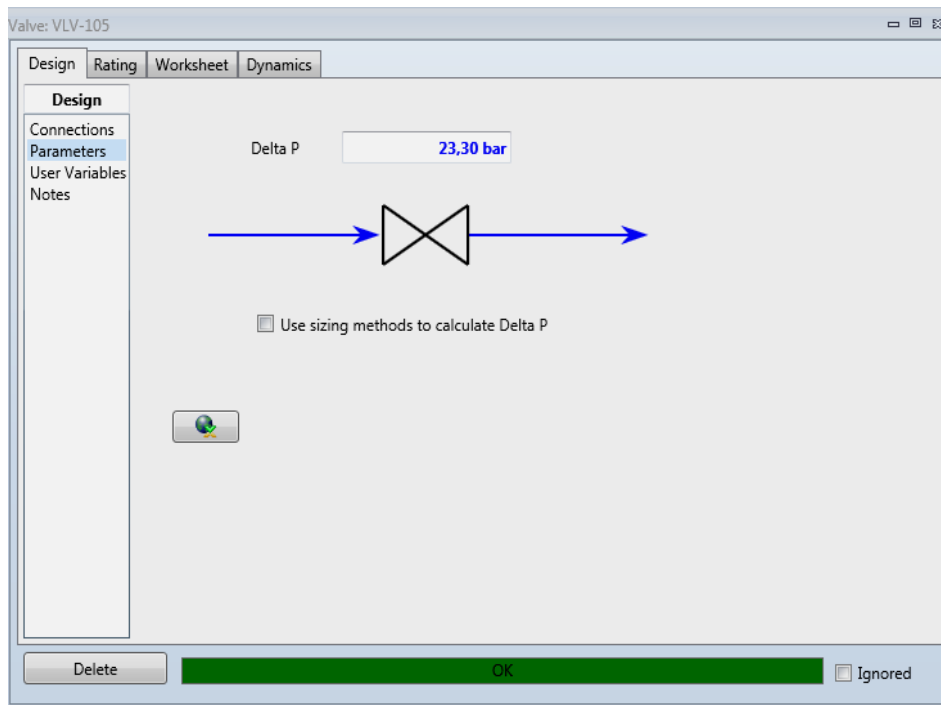 Valve: VLV-105
Design Rating Worksheet Dynamics
Design
Connections
Parameters
User Variables
Notes
Delta P 23,30 bar
Use sizing methods to calculate Delta P
Delete OK Ignored